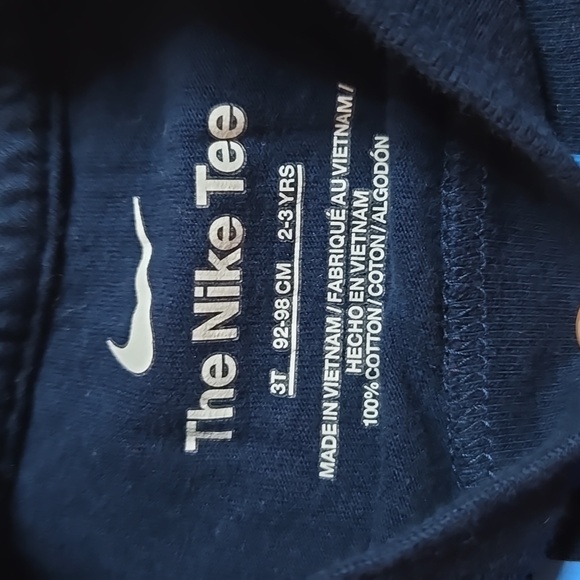 The Nike Tee
3T 92-98 CM 2-3 YRS
MADE IN VIETNAM / FABRIQUÉ AU VIETNAM /
HECHO EN VIETNAM
100% COTTON / COTON / ALGODÓN